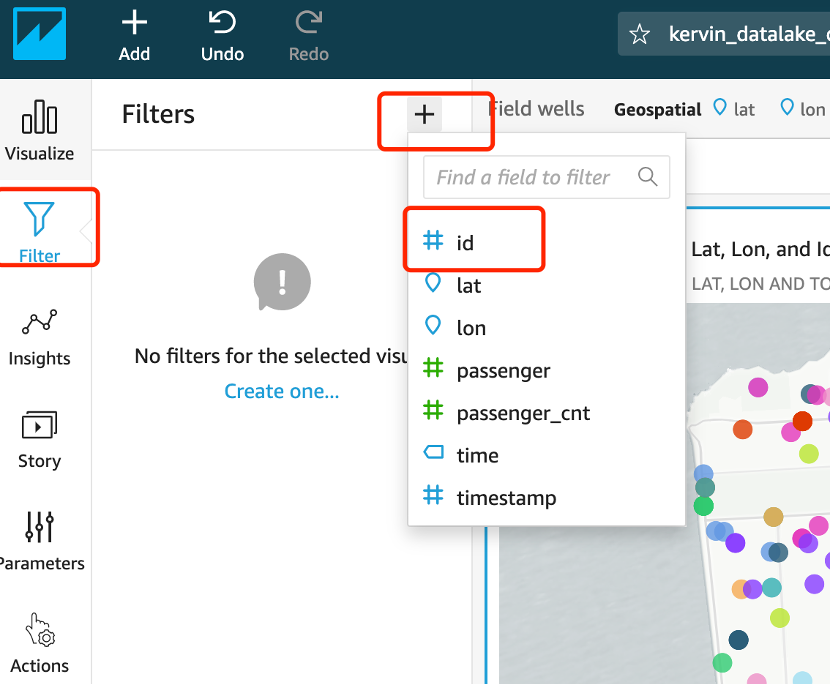 Add
Undo
Redo
kervin_datalake_
Visualize
Filter
Insights
Story
Parameters
Actions
Filters
+
No filters for the selected visu
Create one...
Field wells
Geospatial
lat
lon
Find a field to filter
id
lat
lon
passenger
passenger_cnt
time
timestamp
Lat, Lon, and Id
LAT, LON AND TO